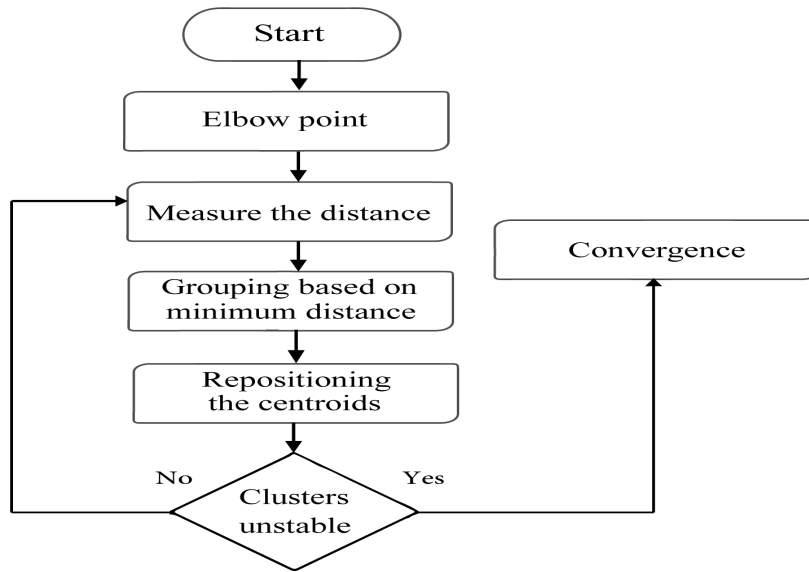 Start
Elbow point
Measure the distance
Convergence
Grouping based on
minimum distance
Repositioning
the centroids
No
Yes
Clusters
unstable